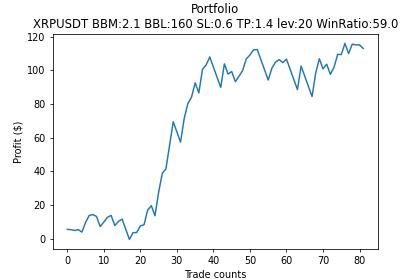 Portfolio
XRPUSDT BBM:2.1 BBL:160 SL:0.6 TP:1.4 lev:20 WinRatio:59.0
120
100
80
60
40
20
0
Profit ($)
0 10 20 30 40 50 60 70 80
Trade counts